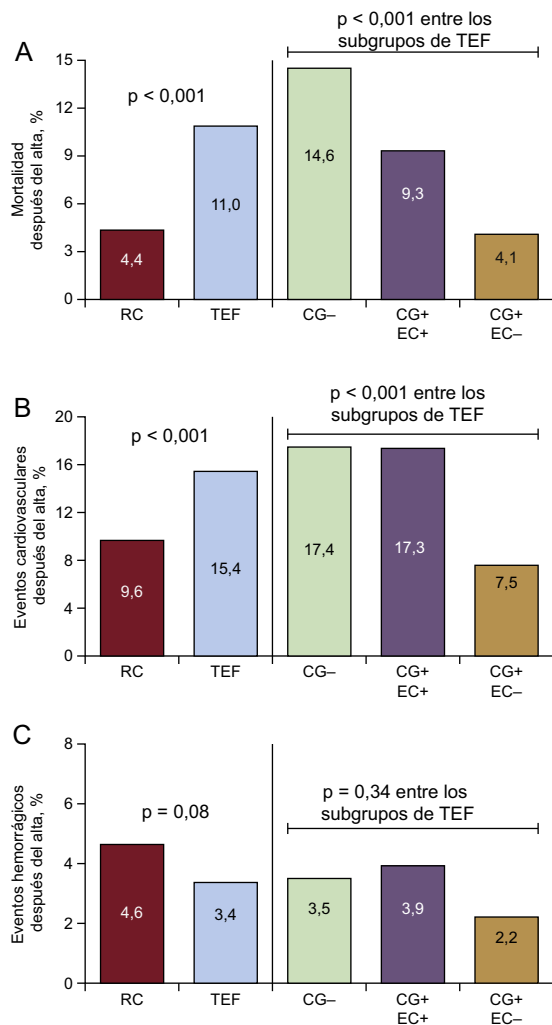 A
p < 0,001 entre los
subgrupos de TEF
p < 0,001
Mortalidad
después del alta, %
15
12
9
6
3
0
4,4
11,0
14,6
9,3
4,1
RC
TEF
CG–
CG+
EC+
CG+
EC–
B
p < 0,001 entre los
subgrupos de TEF
p < 0,001
Eventos cardiovasculares
después del alta, %
20
16
12
8
4
0
9,6
15,4
17,4
17,3
7,5
RC
TEF
CG–
CG+
EC+
CG+
EC–
C
p = 0,34 entre los
subgrupos de TEF
p = 0,08
Eventos hemorrágicos
después del alta, %
8
6
4
2
0
4,6
3,4
3,5
3,9
2,2
RC
TEF
CG–
CG+
EC+
CG+
EC–